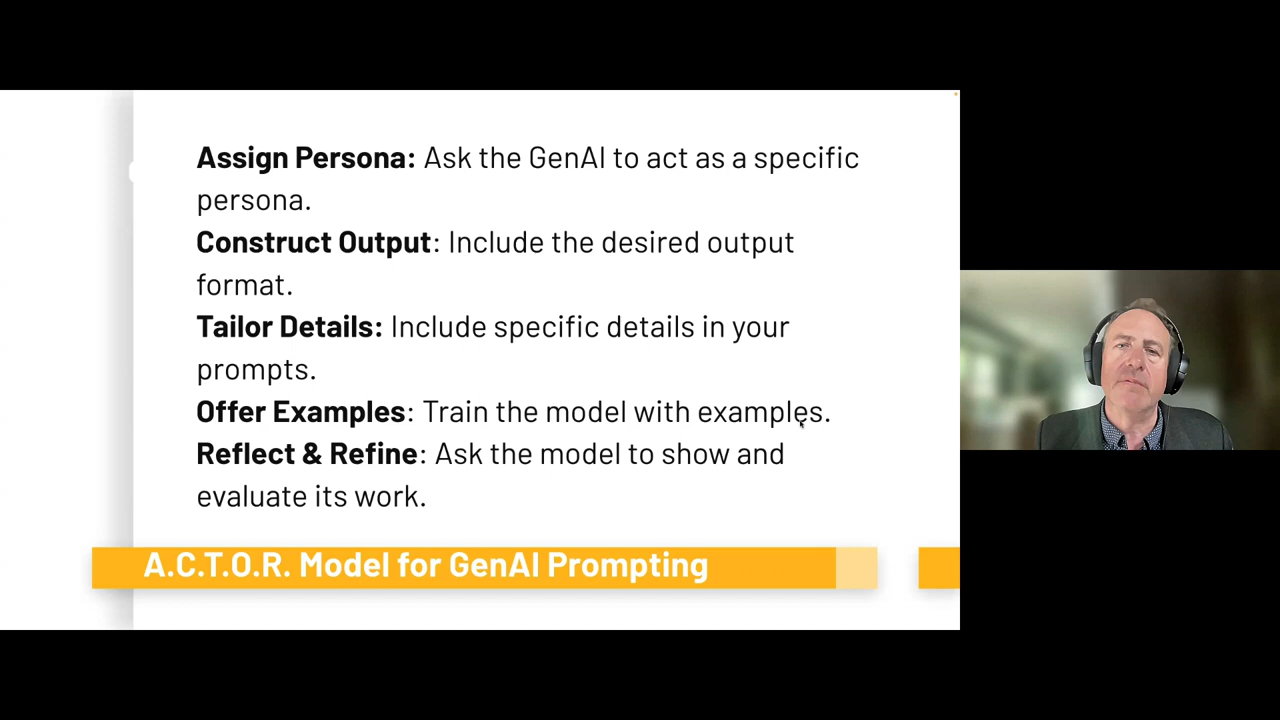 Assign Persona: Ask the GenAI to act as a specific
persona.
Construct Output: Include the desired output
format.
Tailor Details: Include specific details in your
prompts.
Offer Examples: Train the model with examples.
Reflect & Refine: Ask the model to show and
evaluate its work.
A.C.T.O.R. Model for GenAI Prompting